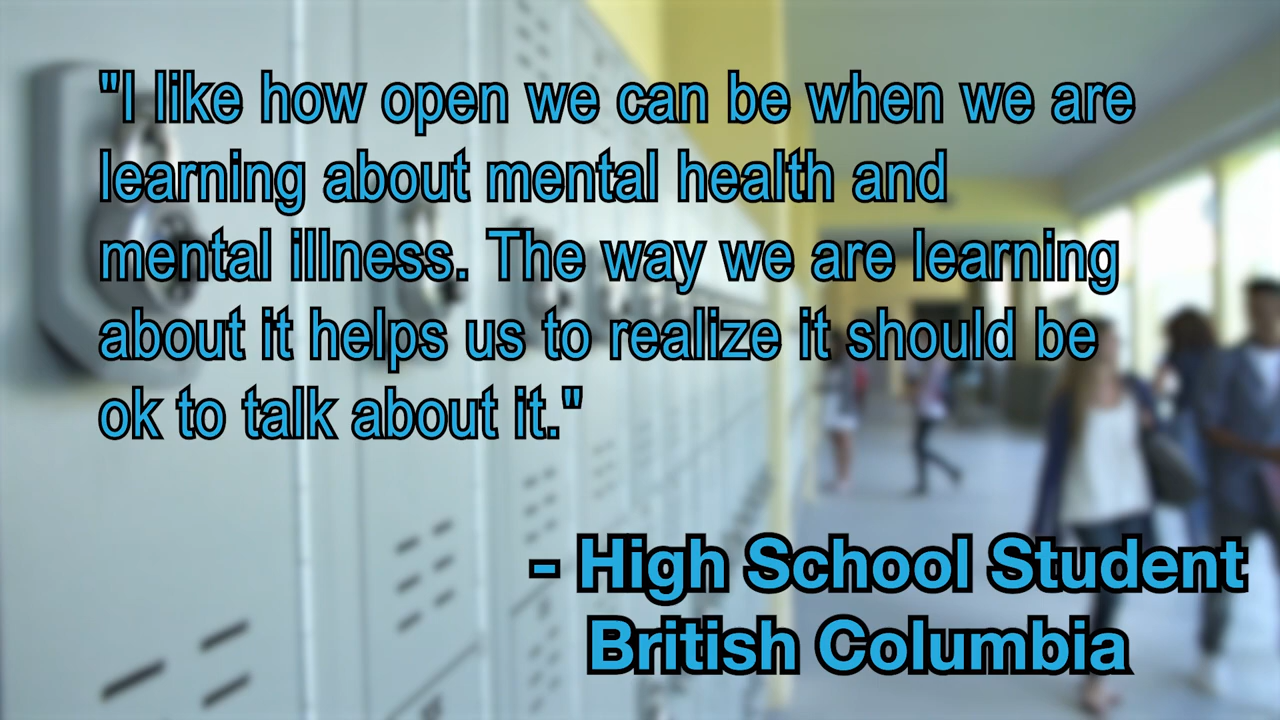 "I like how open we can be when we are
learning about mental health and
mental illness. The way we are learning
about it helps us to realize it should be
ok to talk about it."
- High School Student
British Columbia